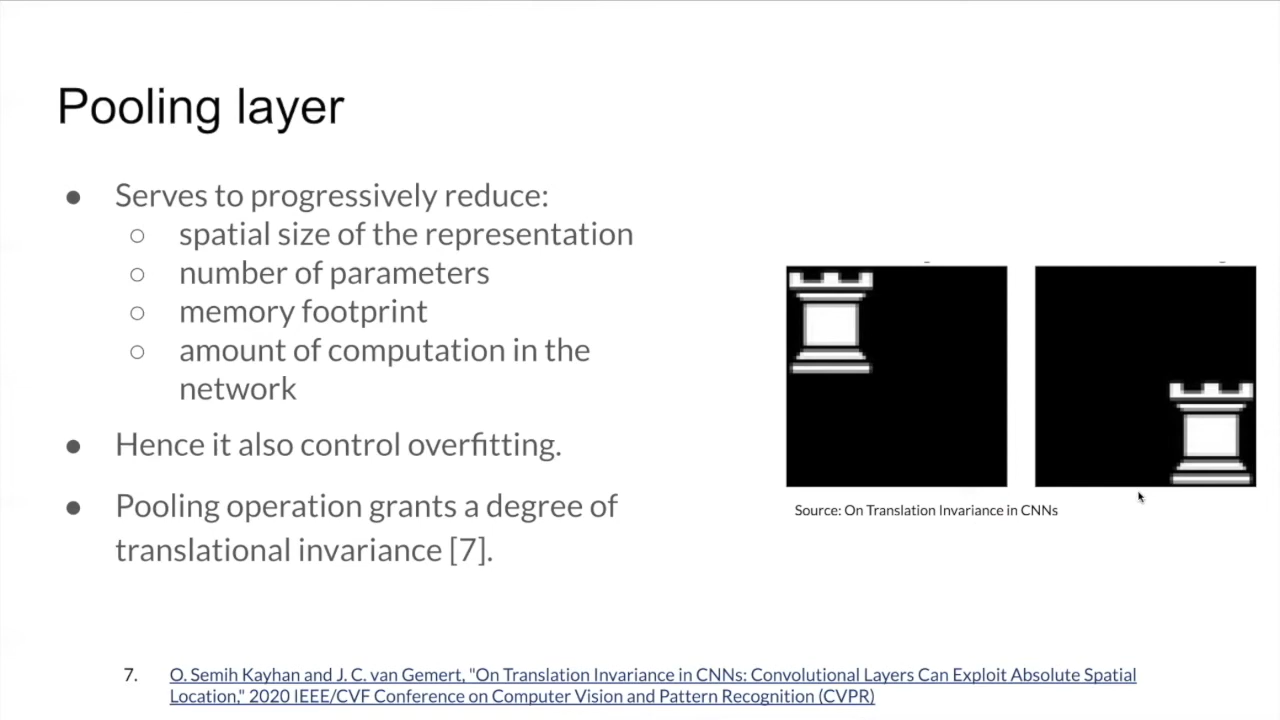 Pooling layer
● Serves to progressively reduce:
○ spatial size of the representation
○ number of parameters
○ memory footprint
○ amount of computation in the
network
● Hence it also control overfitting.
● Pooling operation grants a degree of
translational invariance [7].
Source: On Translation Invariance in CNNs
7. O. Semih Kayhan and J. C. van Gemert, "On Translation Invariance in CNNs: Convolutional Layers Can Exploit Absolute Spatial
Location," 2020 IEEE/CVF Conference on Computer Vision and Pattern Recognition (CVPR)